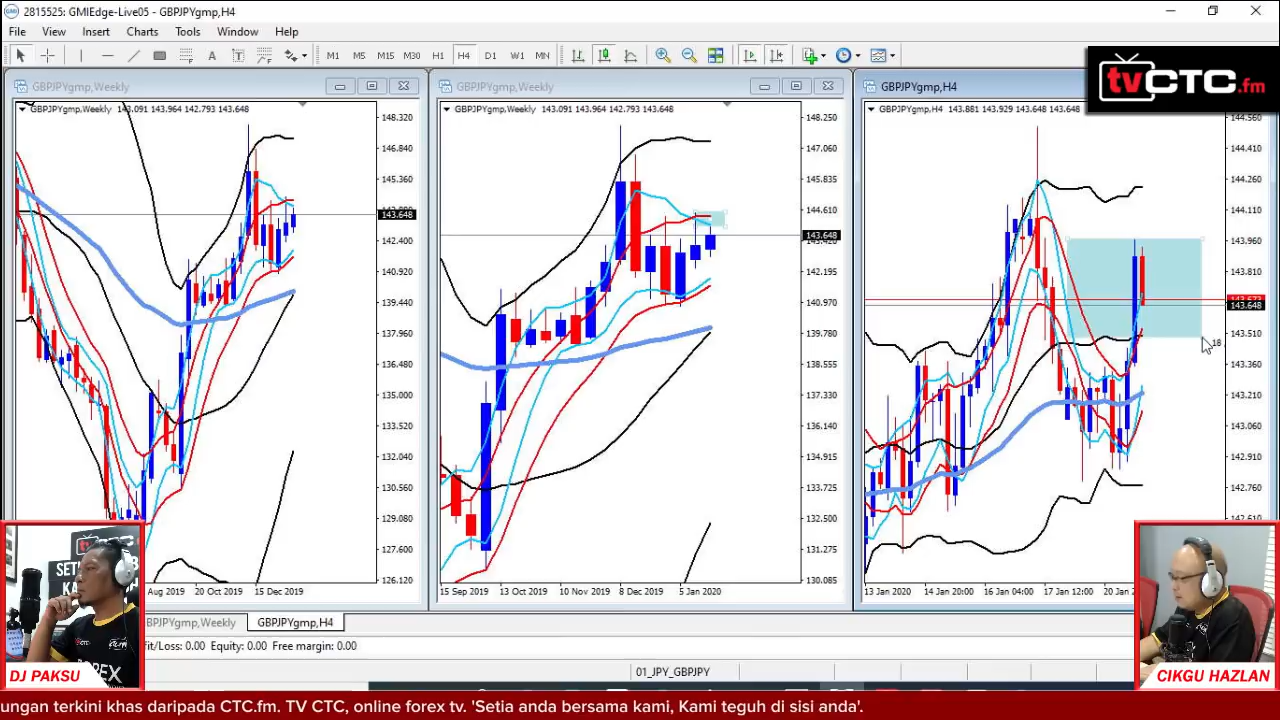 2815525: GMIEdge-Live05 - GBPJPYgmp,H4
File View Insert Charts Tools Window Help
M1 M5 M15 M30 H1 H4 D1 W1 MN
tvCTC.fm
GBPJPYgmp,Weekly
GBPJPYgmp,Weekly 143.091 143.964 142.793 143.648
148.320
146.840
145.360
143.648
142.400
140.920
139.440
137.960
136.480
135.000
133.520
132.040
130.560
129.080
127.600
126.120
Aug 2019 20 Oct 2019 15 Dec 2019
GBPJPYgmp,Weekly
GBPJPYgmp,Weekly 143.091 143.964 142.793 143.648
148.250
147.060
145.835
144.610
143.648
142.195
140.970
139.780
138.555
137.330
136.140
134.915
133.725
132.500
131.275
130.085
15 Sep 2019 13 Oct 2019 10 Nov 2019 8 Dec 2019 5 Jan 2020
GBPJPYgmp,H4
GBPJPYgmp,H4 143.881 143.929 143.648 143.648
144.560
144.410
144.260
144.110
143.960
143.810
143.648
143.510
143.360
143.210
143.060
142.910
142.760
142.610
18
13 Jan 2020 14 Jan 20:00 16 Jan 04:00 17 Jan 12:00 20 Jan
GBPJPYgmp,Weekly GBPJPYgmp,H4
fit/Loss: 0.00 Equity: 0.00 Free margin: 0.00
01_JPY_GBPJPY
DJ PAKSU
CIKGU HAZLAN
ungan terkini khas daripada CTC.fm. TV CTC, online forex tv. 'Setia anda bersama kami, Kami teguh di sisi anda'.